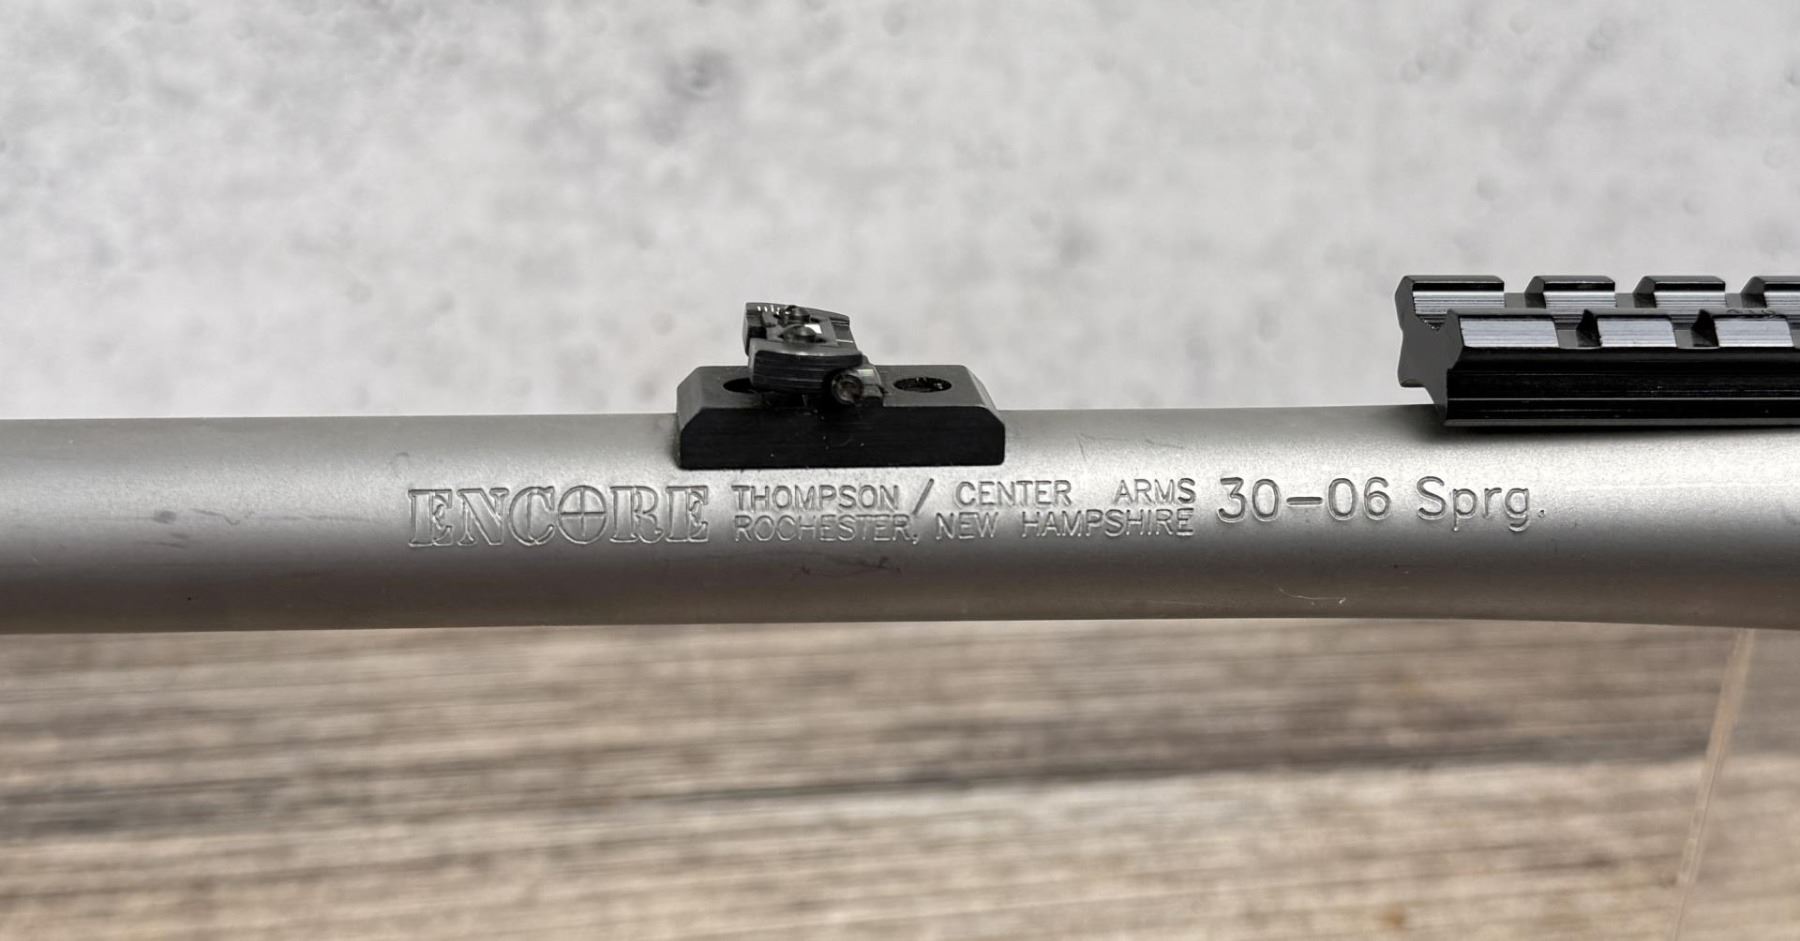 ENCORE
THOMPSON / CENTER ARMS
ROCHESTER, NEW HAMPSHIRE
30-06 Sprg.